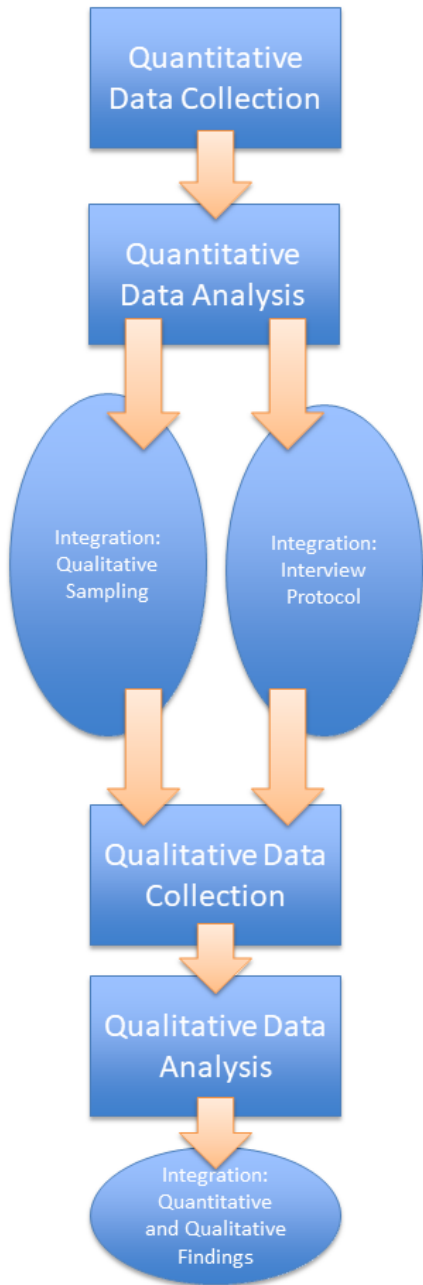 Quantitative
Data Collection
Quantitative
Data Analysis
Integration:
Qualitative
Sampling
Integration:
Interview
Protocol
Qualitative Data
Collection
Qualitative Data
Analysis
Integration:
Quantitative
and Qualitative
Findings